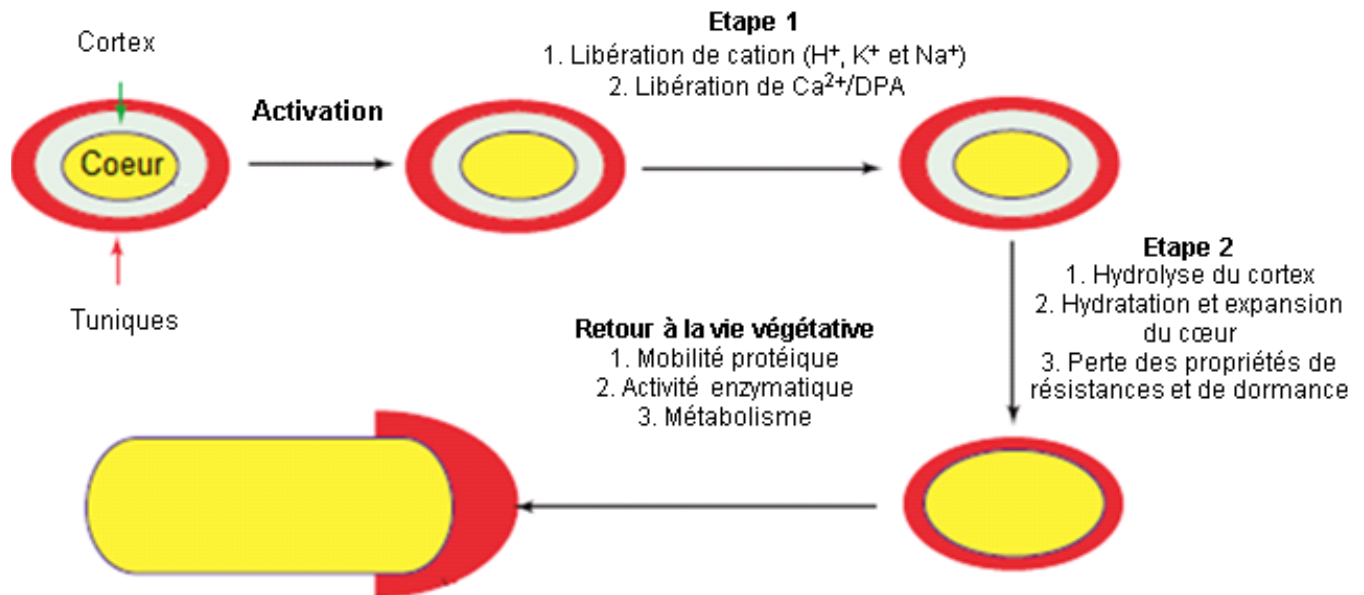 Cortex
Coeur
Tuniques
Activation
Etape 1
1. Libération de cation (H⁺, K⁺ et Na⁺)
2. Libération de Ca²⁺/DPA
Etape 2
1. Hydrolyse du cortex
2. Hydratation et expansion
du cœur
3. Perte des propriétés de
résistances et de dormance
Retour à la vie végétative
1. Mobilité protéique
2. Activité enzymatique
3. Métabolisme